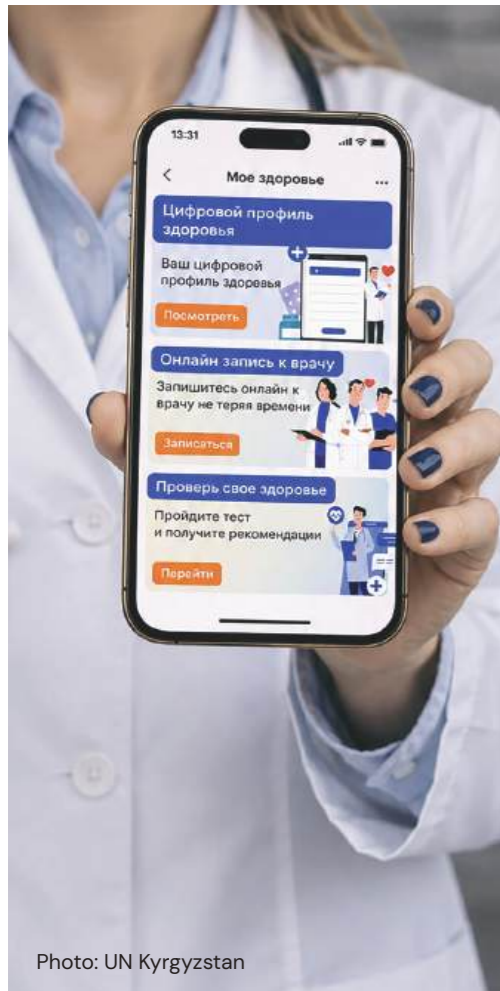 13:31
Мое здоровье
Цифровой профиль
здоровья
Ваш цифровой
профиль здоровья
Посмотреть
Онлайн запись к врачу
Запишитесь онлайн к
врачу не теряя времени
Записаться
Проверь свое здоровье
Пройдите тест
и получите рекомендации
Перейти
Photo: UN Kyrgyzstan